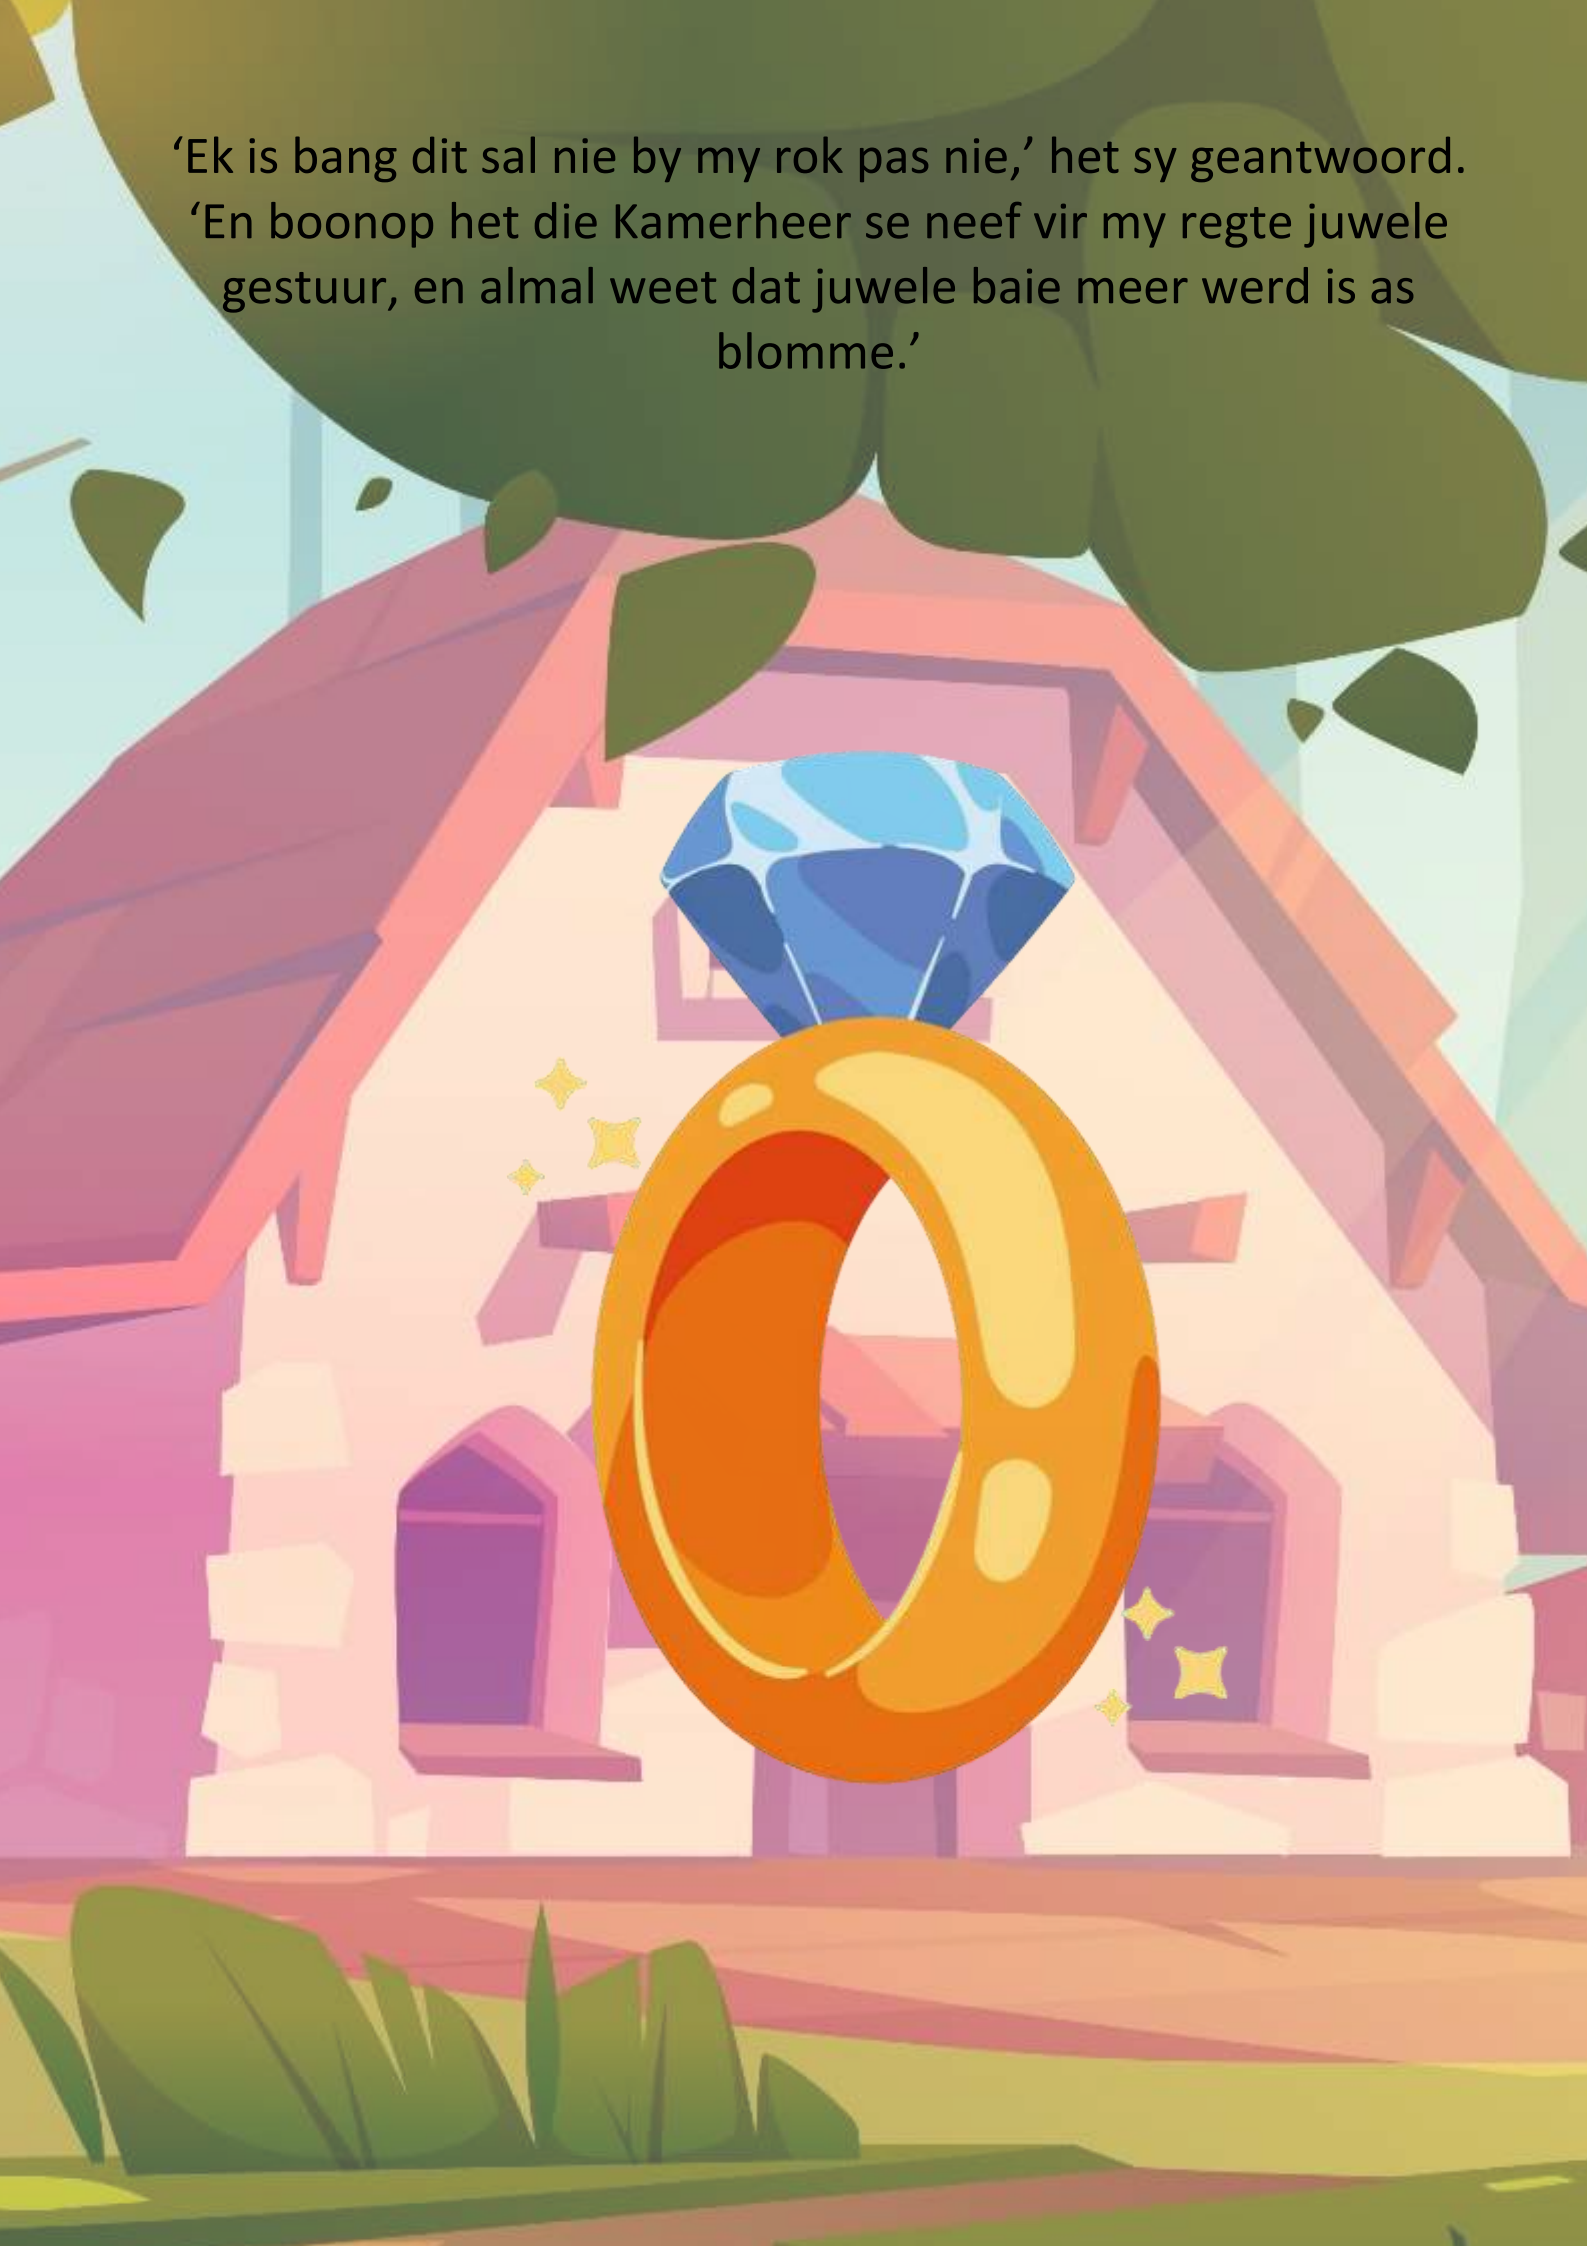 ‘Ek is bang dit sal nie by my rok pas nie,’ het sy geantwoord.
‘En boonop het die Kamerheer se neef vir my regte juwele
gestuur, en almal weet dat juwele baie meer werd is as
blomme.’